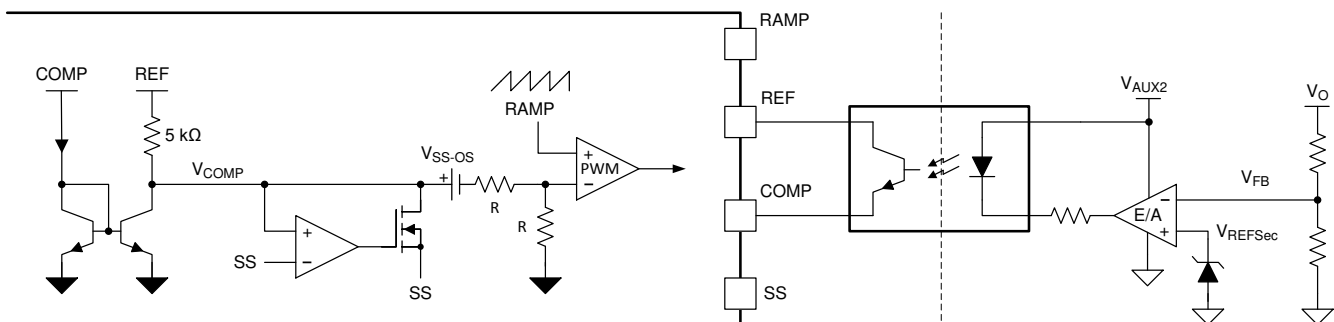 COMP
REF
5 kΩ
V_COMP
SS
+
−
SS
V_SS-OS
+
R
R
RAMP
+
PWM
−
RAMP
REF
COMP
SS
V_AUX2
E/A
−
+
V_FB
V_REFSec
V_O